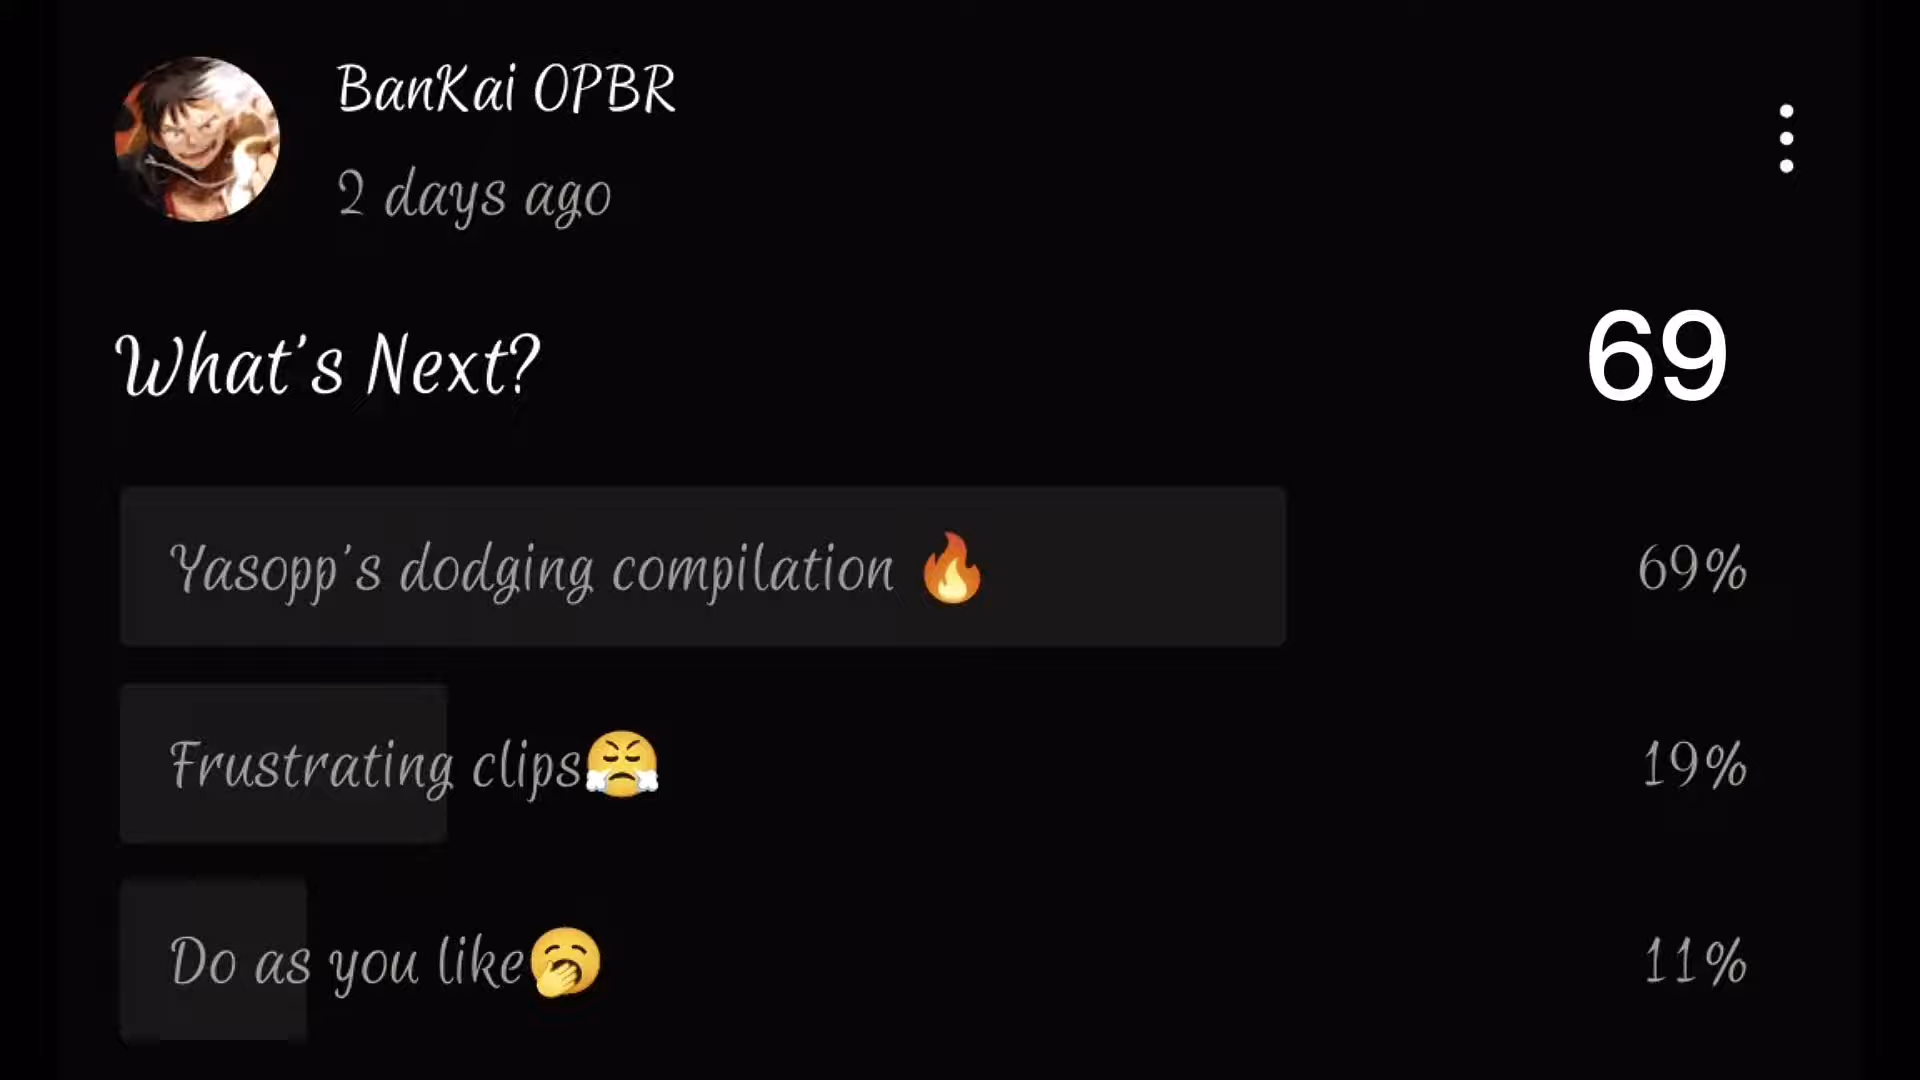 BanKai OPBR
2 days ago
What's Next?
69
Yasopp's dodging compilation 🔥
69%
Frustrating clips😤
19%
Do as you like🥱
11%